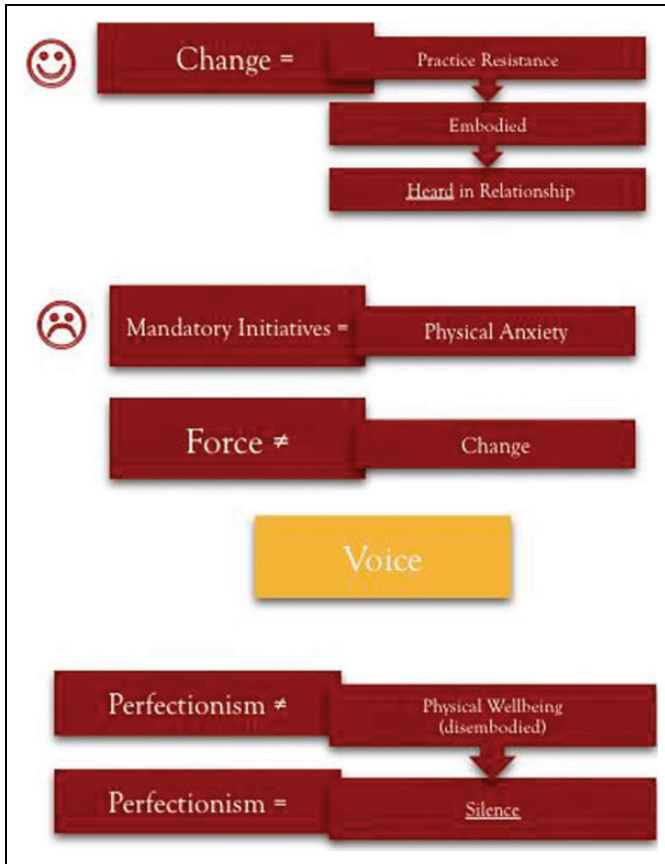 Change =
Practice Resistance
Embodied
Heard in Relationship
Mandatory Initiatives =
Physical Anxiety
Force ≠
Change
Voice
Perfectionism ≠
Physical Wellbeing
(disembodied)
Perfectionism =
Silence